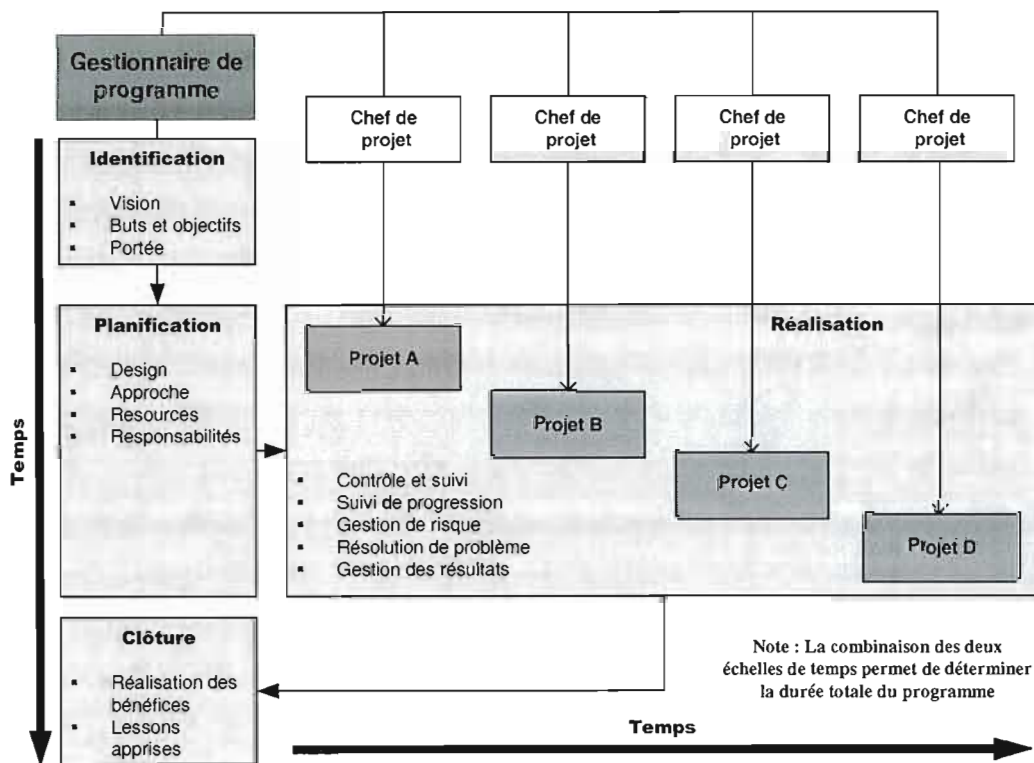 Gestionnaire de
programme
Chef de
projet
Chef de
projet
Chef de
projet
Chef de
projet
Identification
▪ Vision
▪ Buts et objectifs
▪ Portée
Planification
▪ Design
▪ Approche
▪ Resources
▪ Responsabilités
Réalisation
Projet A
Projet B
Projet C
Projet D
▪ Contrôle et suivi
▪ Suivi de progression
▪ Gestion de risque
▪ Résolution de problème
▪ Gestion des résultats
Temps
Clôture
▪ Réalisation des
bénéfices
▪ Lessons
apprises
Note : La combinaison des deux
échelles de temps permet de déterminer
la durée totale du programme
Temps